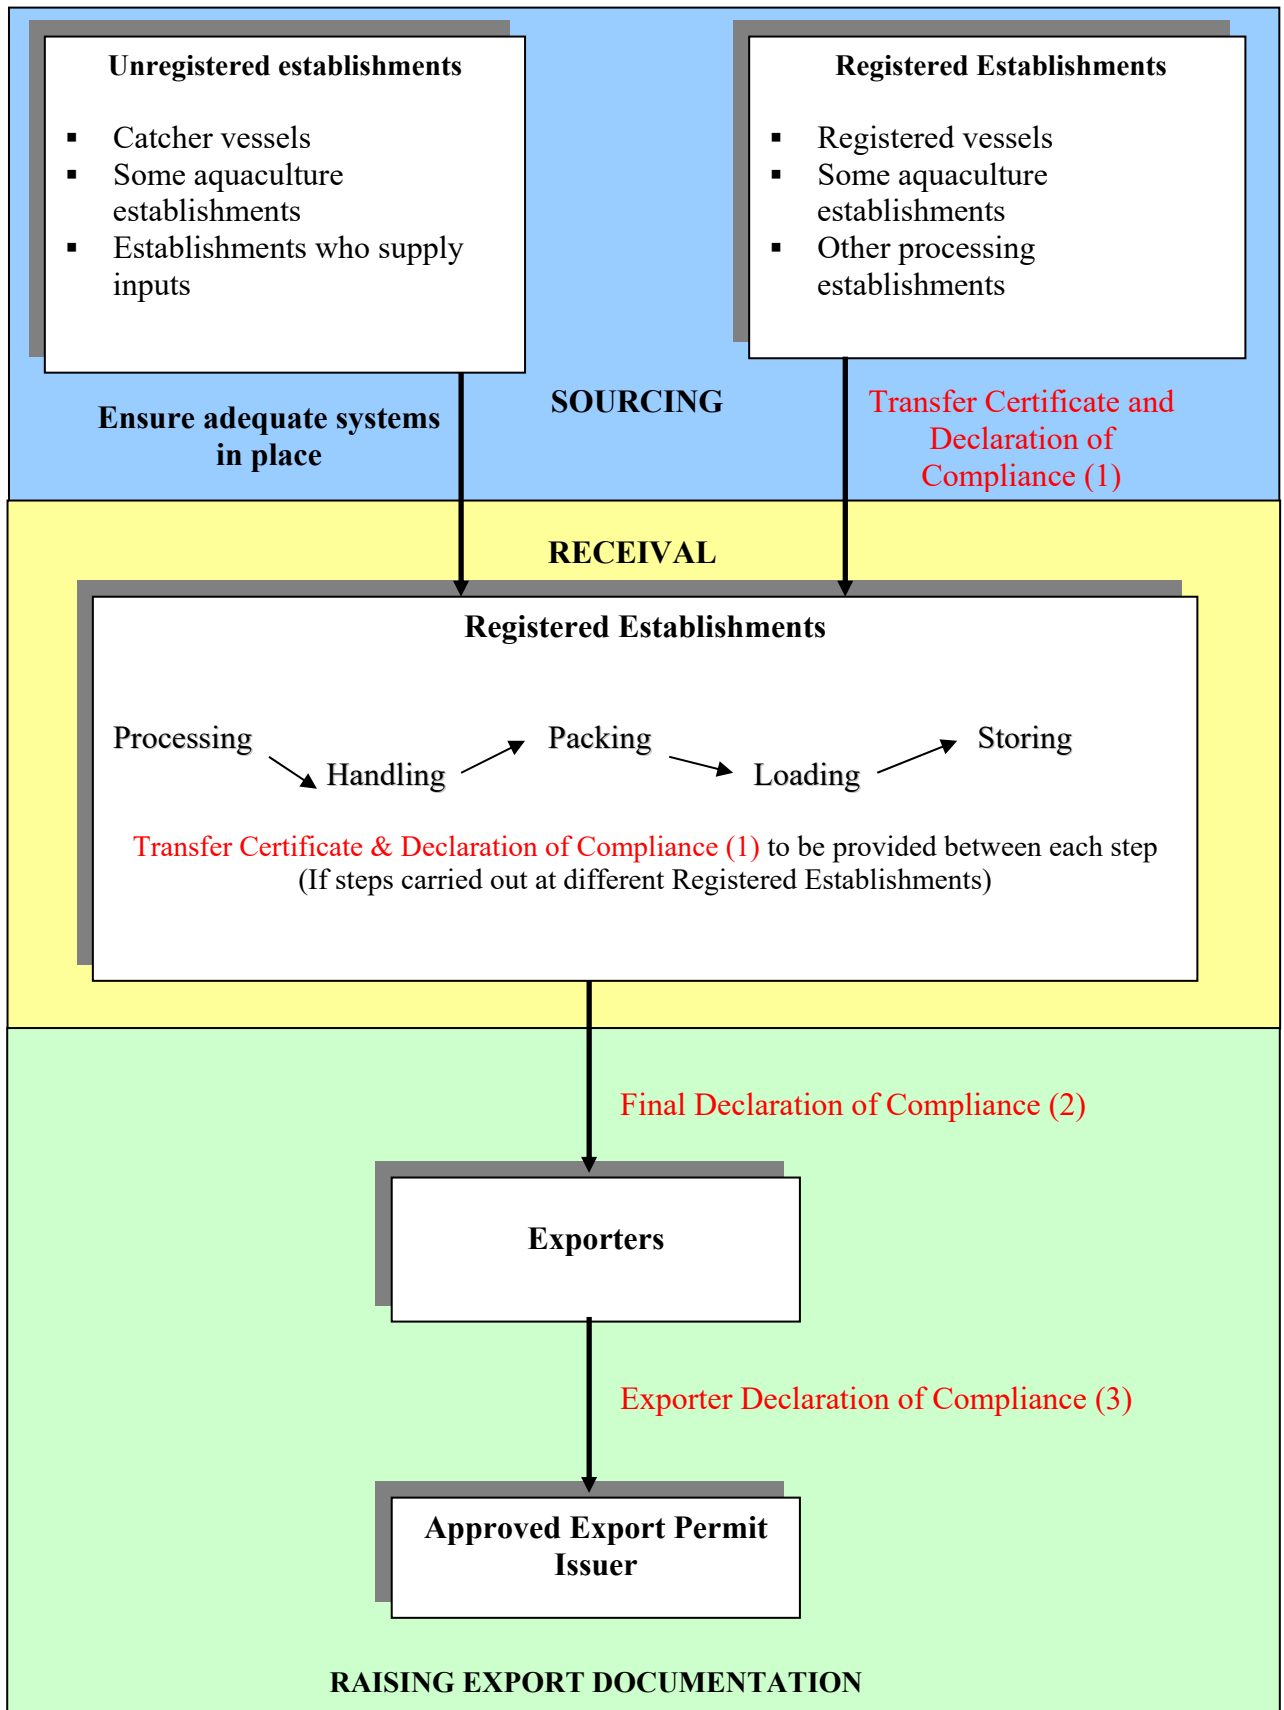 Unregistered establishments
▪ Catcher vessels
▪ Some aquaculture
establishments
▪ Establishments who supply
inputs
Registered Establishments
▪ Registered vessels
▪ Some aquaculture
establishments
▪ Other processing
establishments
Ensure adequate systems
in place
SOURCING
Transfer Certificate and
Declaration of
Compliance (1)
RECEIVAL
Registered Establishments
Processing
Handling
Packing
Loading
Storing
Transfer Certificate & Declaration of Compliance (1) to be provided between each step
(If steps carried out at different Registered Establishments)
Final Declaration of Compliance (2)
Exporters
Exporter Declaration of Compliance (3)
Approved Export Permit
Issuer
RAISING EXPORT DOCUMENTATION